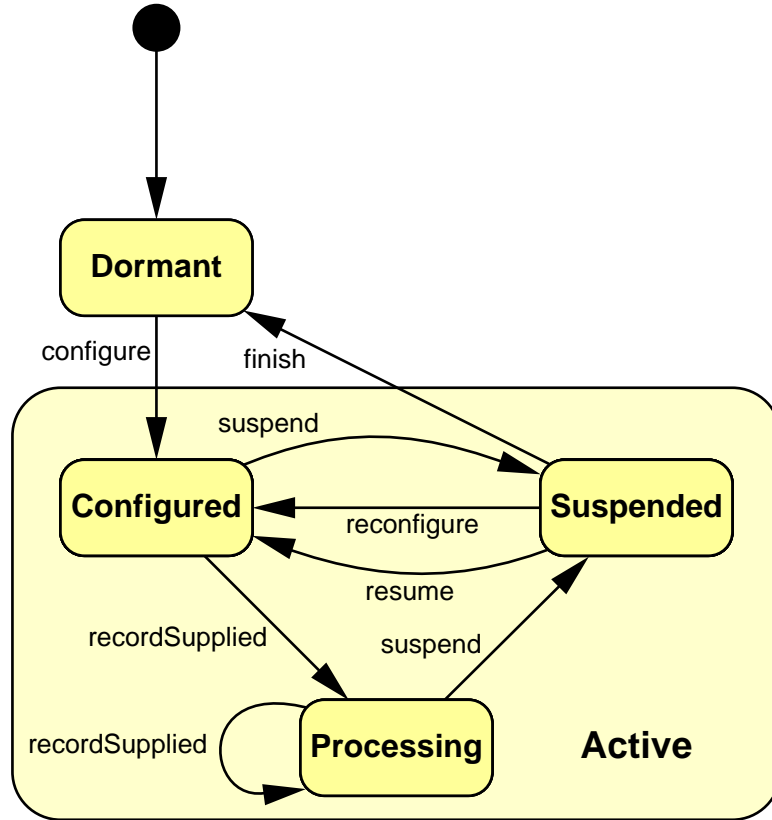 Dormant
configure
finish
suspend
Configured
Suspended
reconfigure
resume
recordSupplied
suspend
recordSupplied
Processing
Active